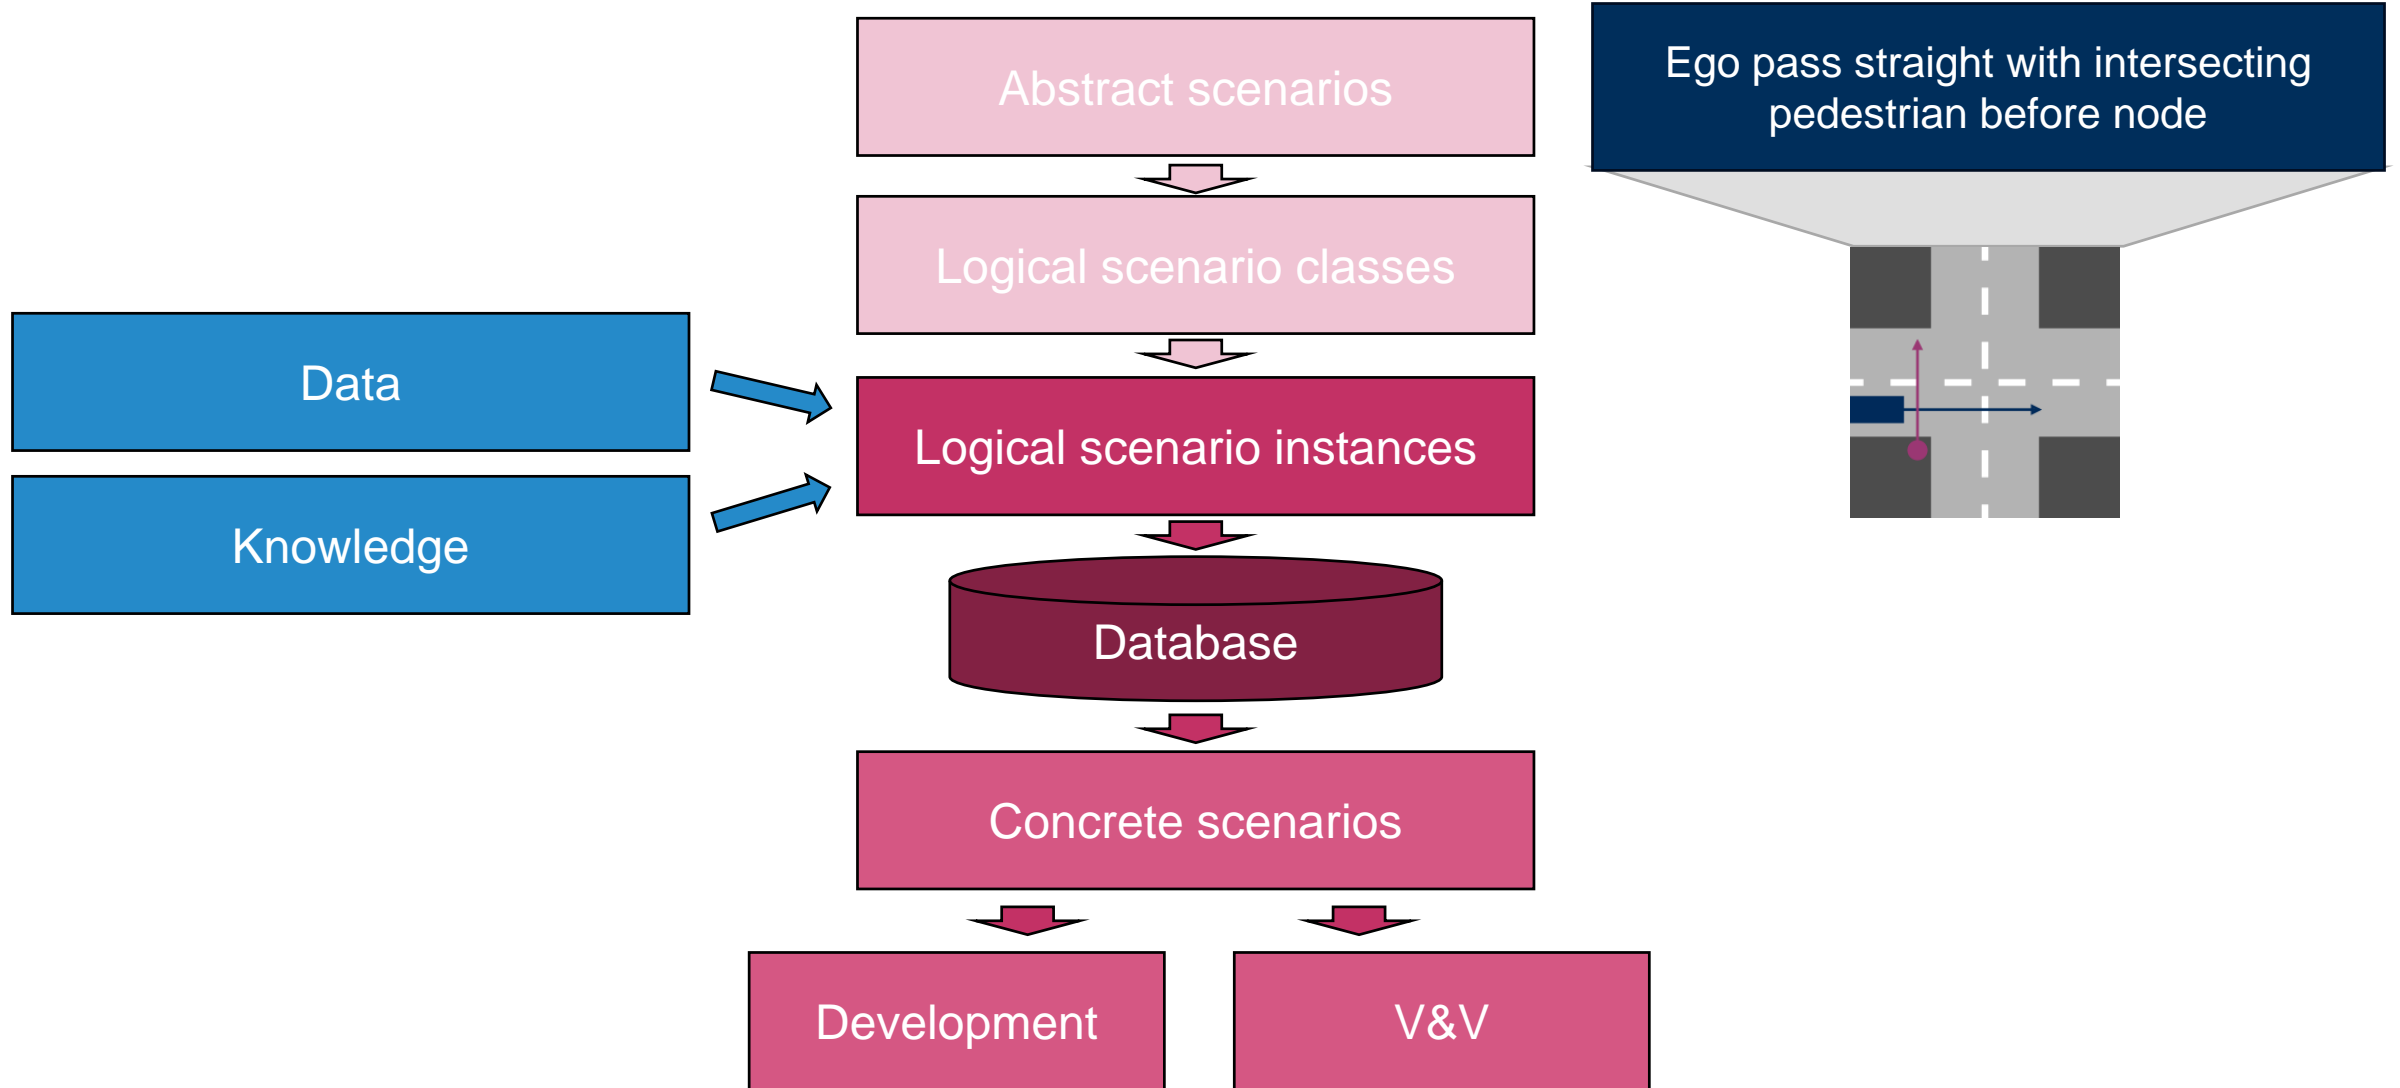 Abstract scenarios
Logical scenario classes
Data
Knowledge
Logical scenario instances
Database
Concrete scenarios
Development
V&V
Ego pass straight with intersecting
pedestrian before node